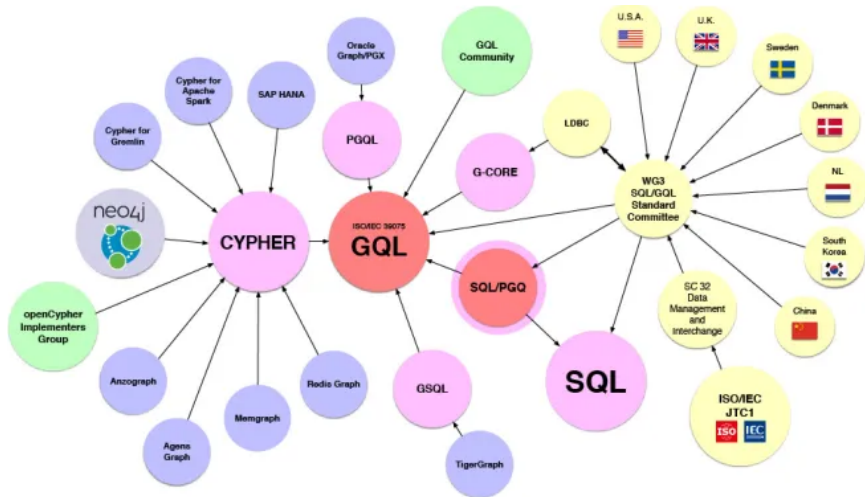 U.S.A.
U.K.
Sweden
Oracle
Graph/PGX
GQL
Community
Cypher for
Apache
Spark
SAP HANA
Denmark
LDBC
Cypher for
Gremlin
PGQL
G-CORE
NL
WG3
SQL/GQL
Standard
Committee
neo4j
CYPHER
ISO/IEC 39075
GQL
South
Korea
SQL/PGQ
SC 32
Data
Management
and
Interchange
China
openCypher
Implementers
Group
Anzograph
Redis Graph
GSQL
SQL
ISO/IEC
JTC1
ISO
IEC
Memgraph
Agens
Graph
TigerGraph